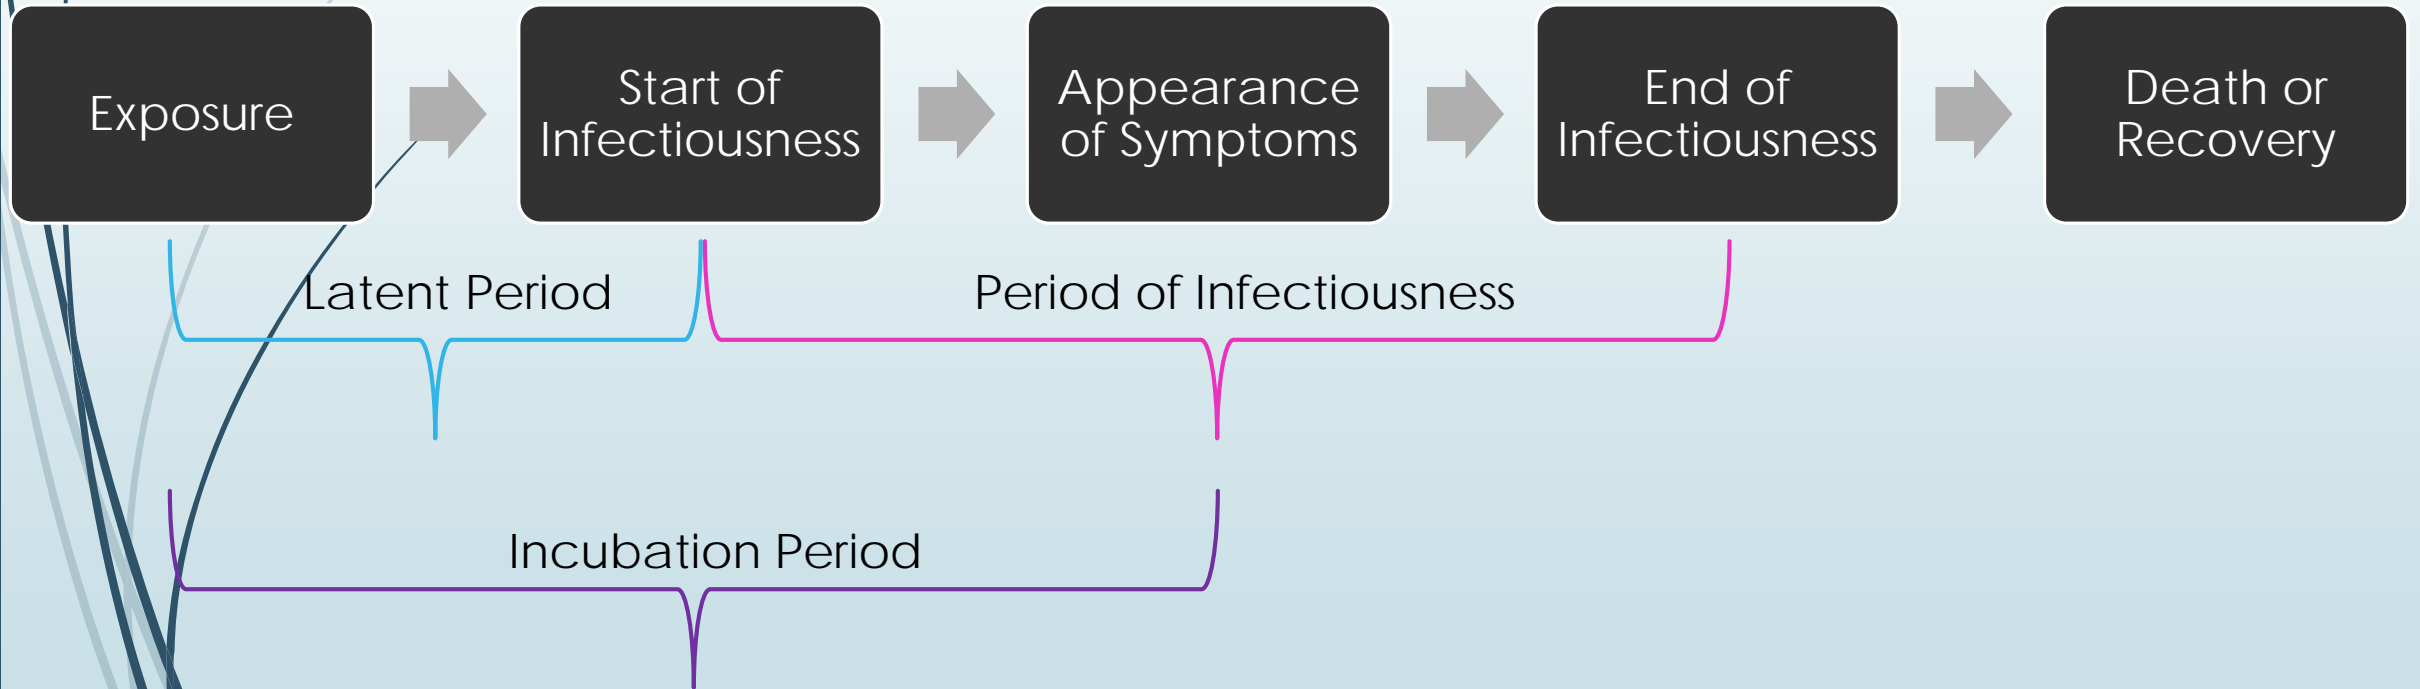 Exposure
Start of
Infectiousness
Appearance
of Symptoms
End of
Infectiousness
Death or
Recovery
Latent Period
Period of Infectiousness
Incubation Period